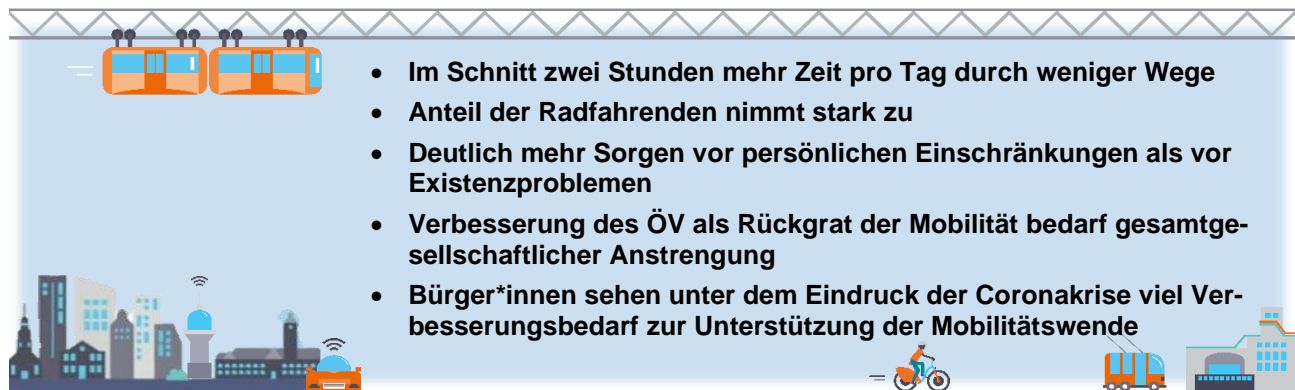 • Im Schnitt zwei Stunden mehr Zeit pro Tag durch weniger Wege
• Anteil der Radfahrenden nimmt stark zu
• Deutlich mehr Sorgen vor persönlichen Einschränkungen als vor
Existenzproblemen
• Verbesserung des ÖV als Rückgrat der Mobilität bedarf gesamtge-
sellschaftlicher Anstrengung
• Bürger*innen sehen unter dem Eindruck der Coronakrise viel Ver-
besserungsbedarf zur Unterstützung der Mobilitätswende